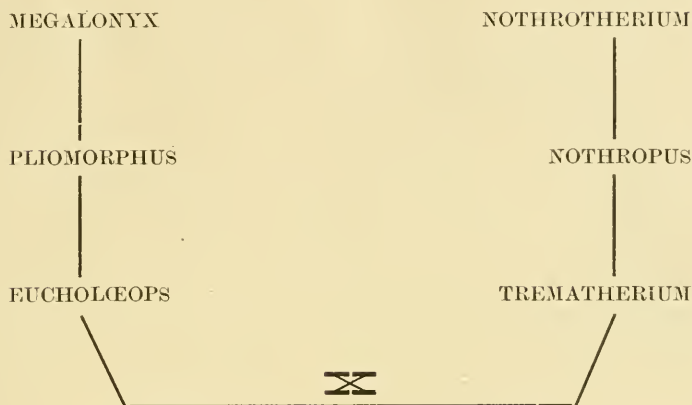 MEGALONYX NOTHROTHERIUM
PLIOMORPHUS NOTHROPUS
EUCHOLŒOPS TREMATHERIUM
X